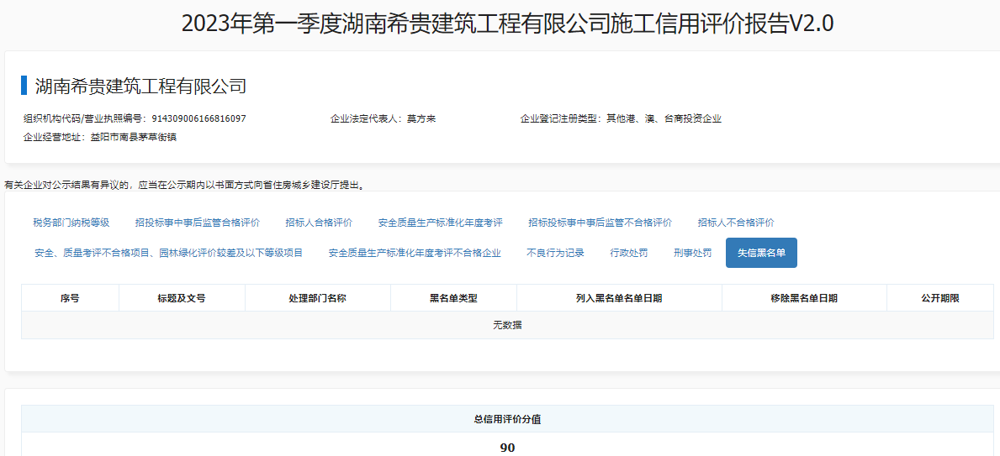 2023年第一季度湖南希贵建筑工程有限公司施工信用评价报告V2.0
湖南希贵建筑工程有限公司
组织机构代码/营业执照编号：914309006166816097 企业法定代表人：莫方来 企业登记注册类型：其他港、澳、台商投资企业
企业经营地址：益阳市南县茅草街镇
有关企业对公示结果有异议的，应当在公示期内以书面方式向省住房城乡建设厅提出。
税务部门纳税等级 招投标事中事后监管合格评价 招标人合格评价 安全质量生产标准化年度考评 招标投标事中事后监管不合格评价 招标人不合格评价
安全、质量考评不合格项目、园林绿化评价较差及以下等级项目 安全质量生产标准化年度考评不合格企业 不良行为记录 行政处罚 刑事处罚 失信黑名单
序号 标题及文号 处理部门名称 黑名单类型 列入黑名单名单日期 移除黑名单日期 公开期限
无数据
总信用评价分值
90